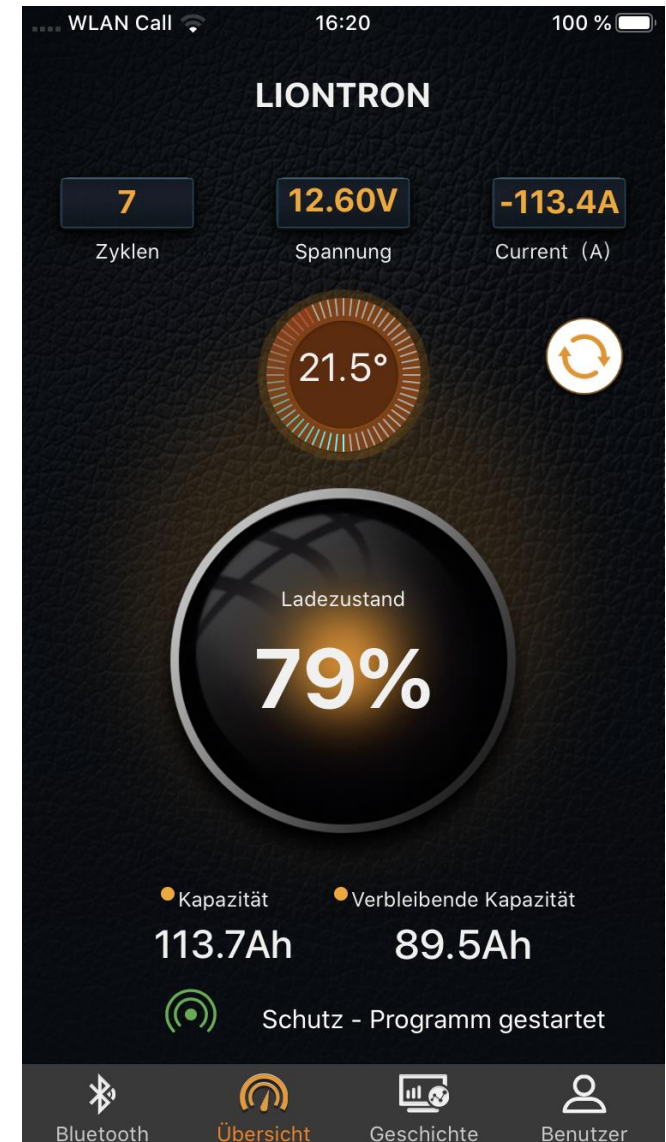 WLAN Call 16:20 100 %
LIONTRON
7 12.60V -113.4A
Zyklen Spannung Current (A)
21.5°
Ladezustand
79%
Kapazität Verbleibende Kapazität
113.7Ah 89.5Ah
Schutz - Programm gestartet
Bluetooth Übersicht Geschichte Benutzer